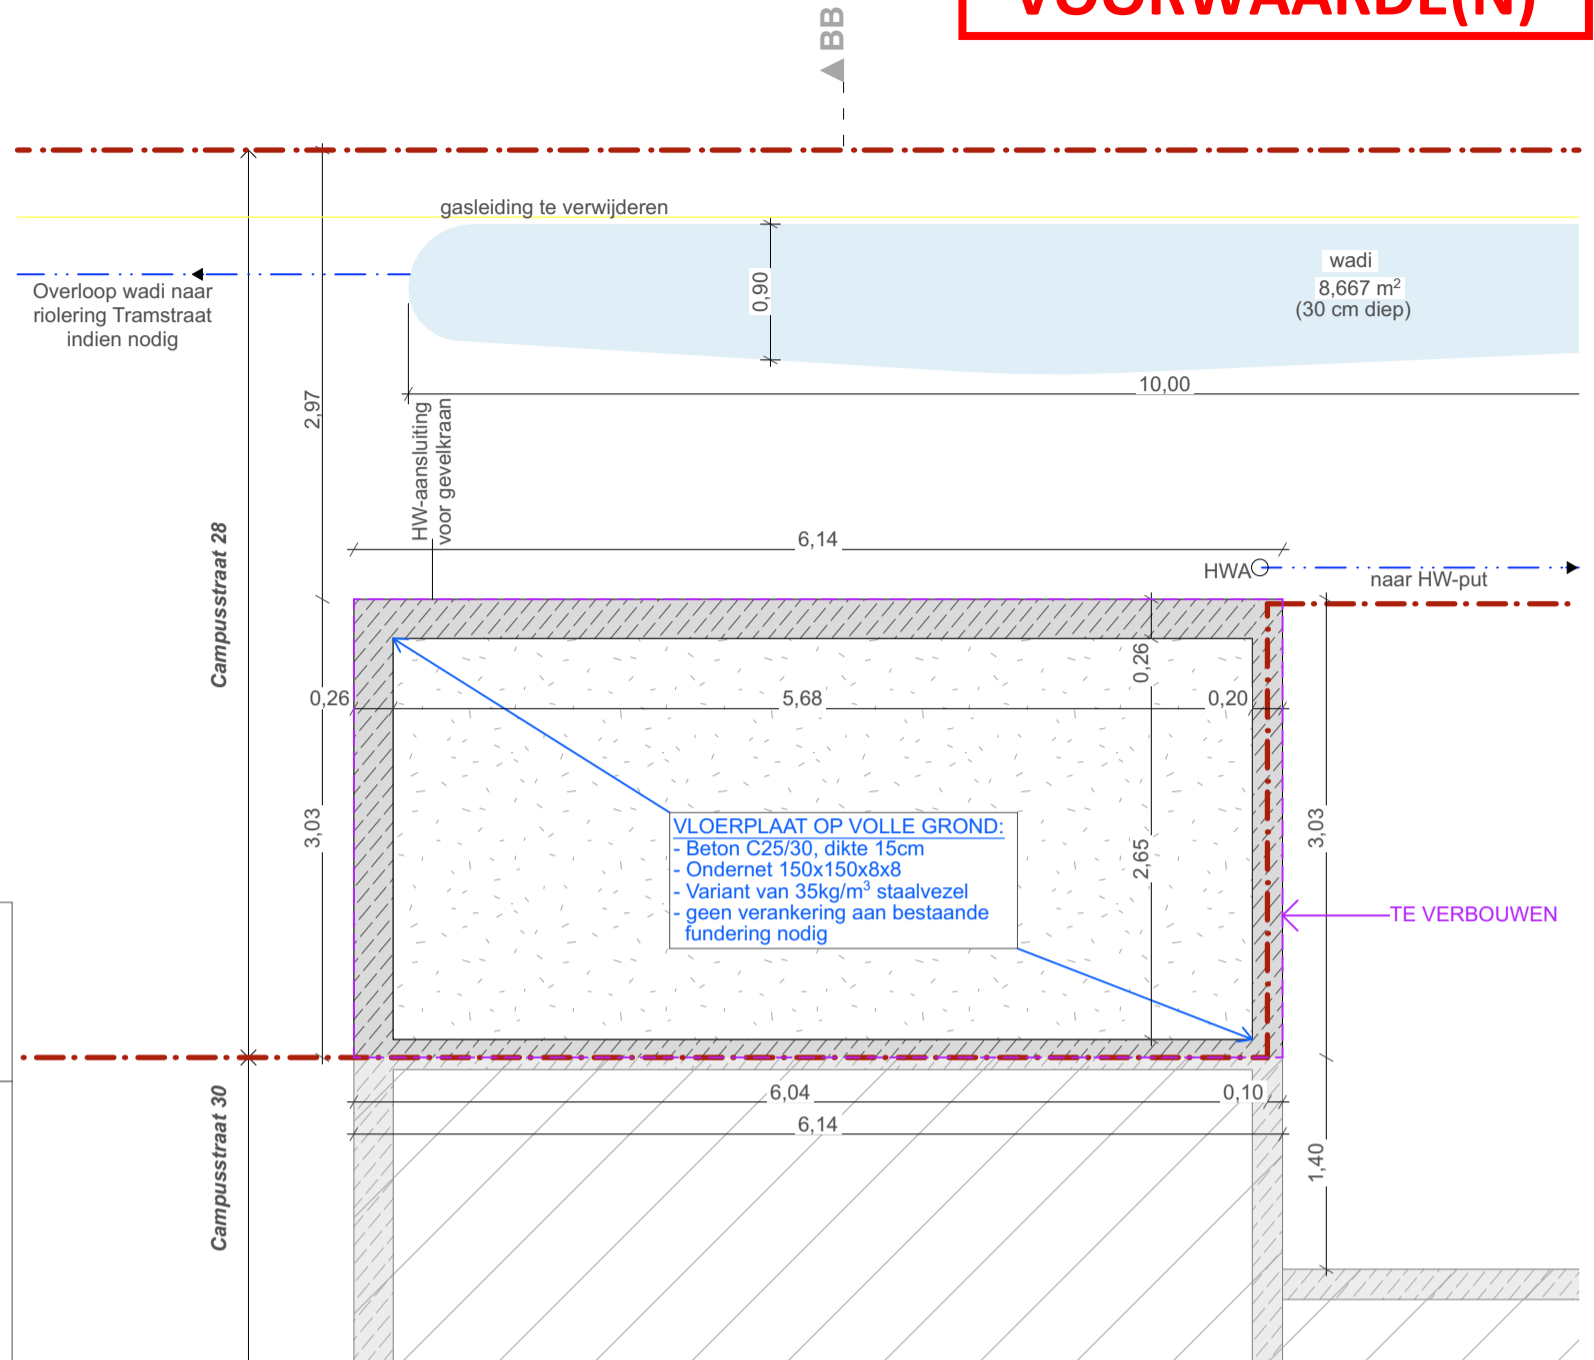 VOORWAARDE(N)
BB
gasleiding te verwijderen
wadi
8,667 m²
(30 cm diep)
0,90
Overloop wadi naar
riolering Tramstraat
indien nodig
10,00
2,97
HW-aansluiting
voor gevelkraan
Campusstraat 28
6,14
HWA
naar HW-put
0,26
0,26
5,68
0,20
3,03
VLOERPLAAT OP VOLLE GROND:
- Beton C25/30, dikte 15cm
- Ondernet 150x150x8x8
- Variant van 35kg/m³ staalvezel
- geen verankering aan bestaande
fundering nodig
2,65
3,03
TE VERBOUWEN
6,04
0,10
6,14
Campusstraat 30
1,40